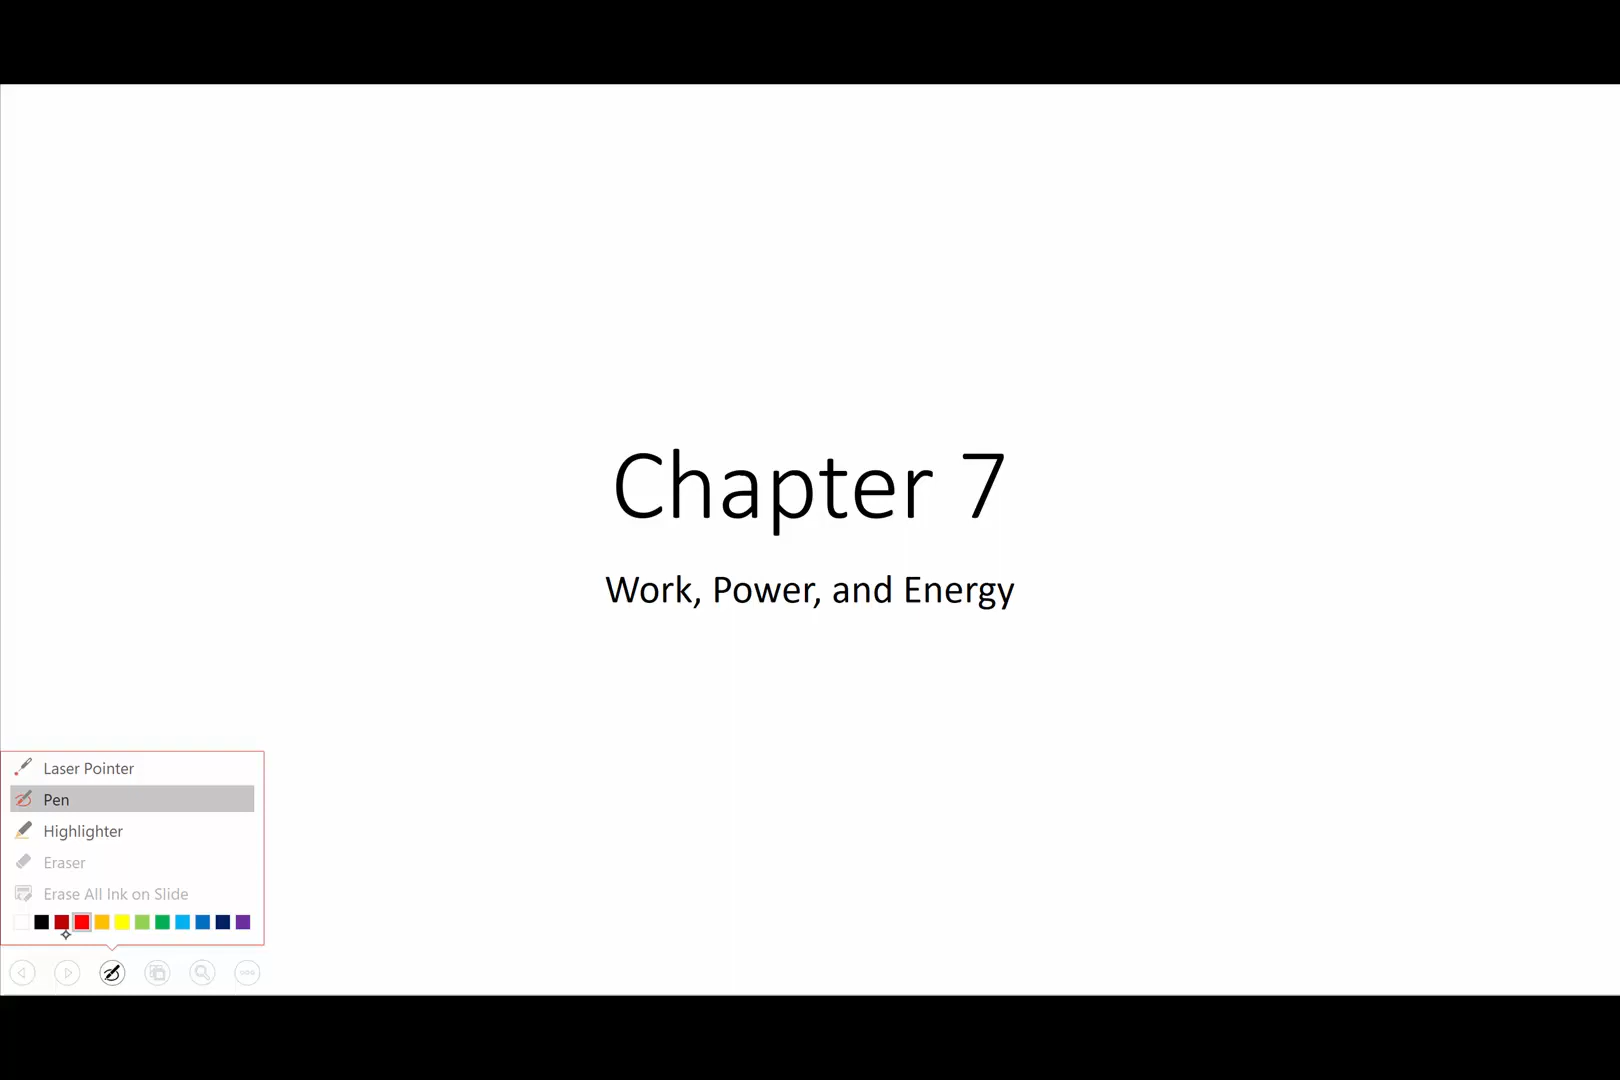 Chapter 7
Work, Power, and Energy
Laser Pointer
Pen
Highlighter
Eraser
Erase All Ink on Slide